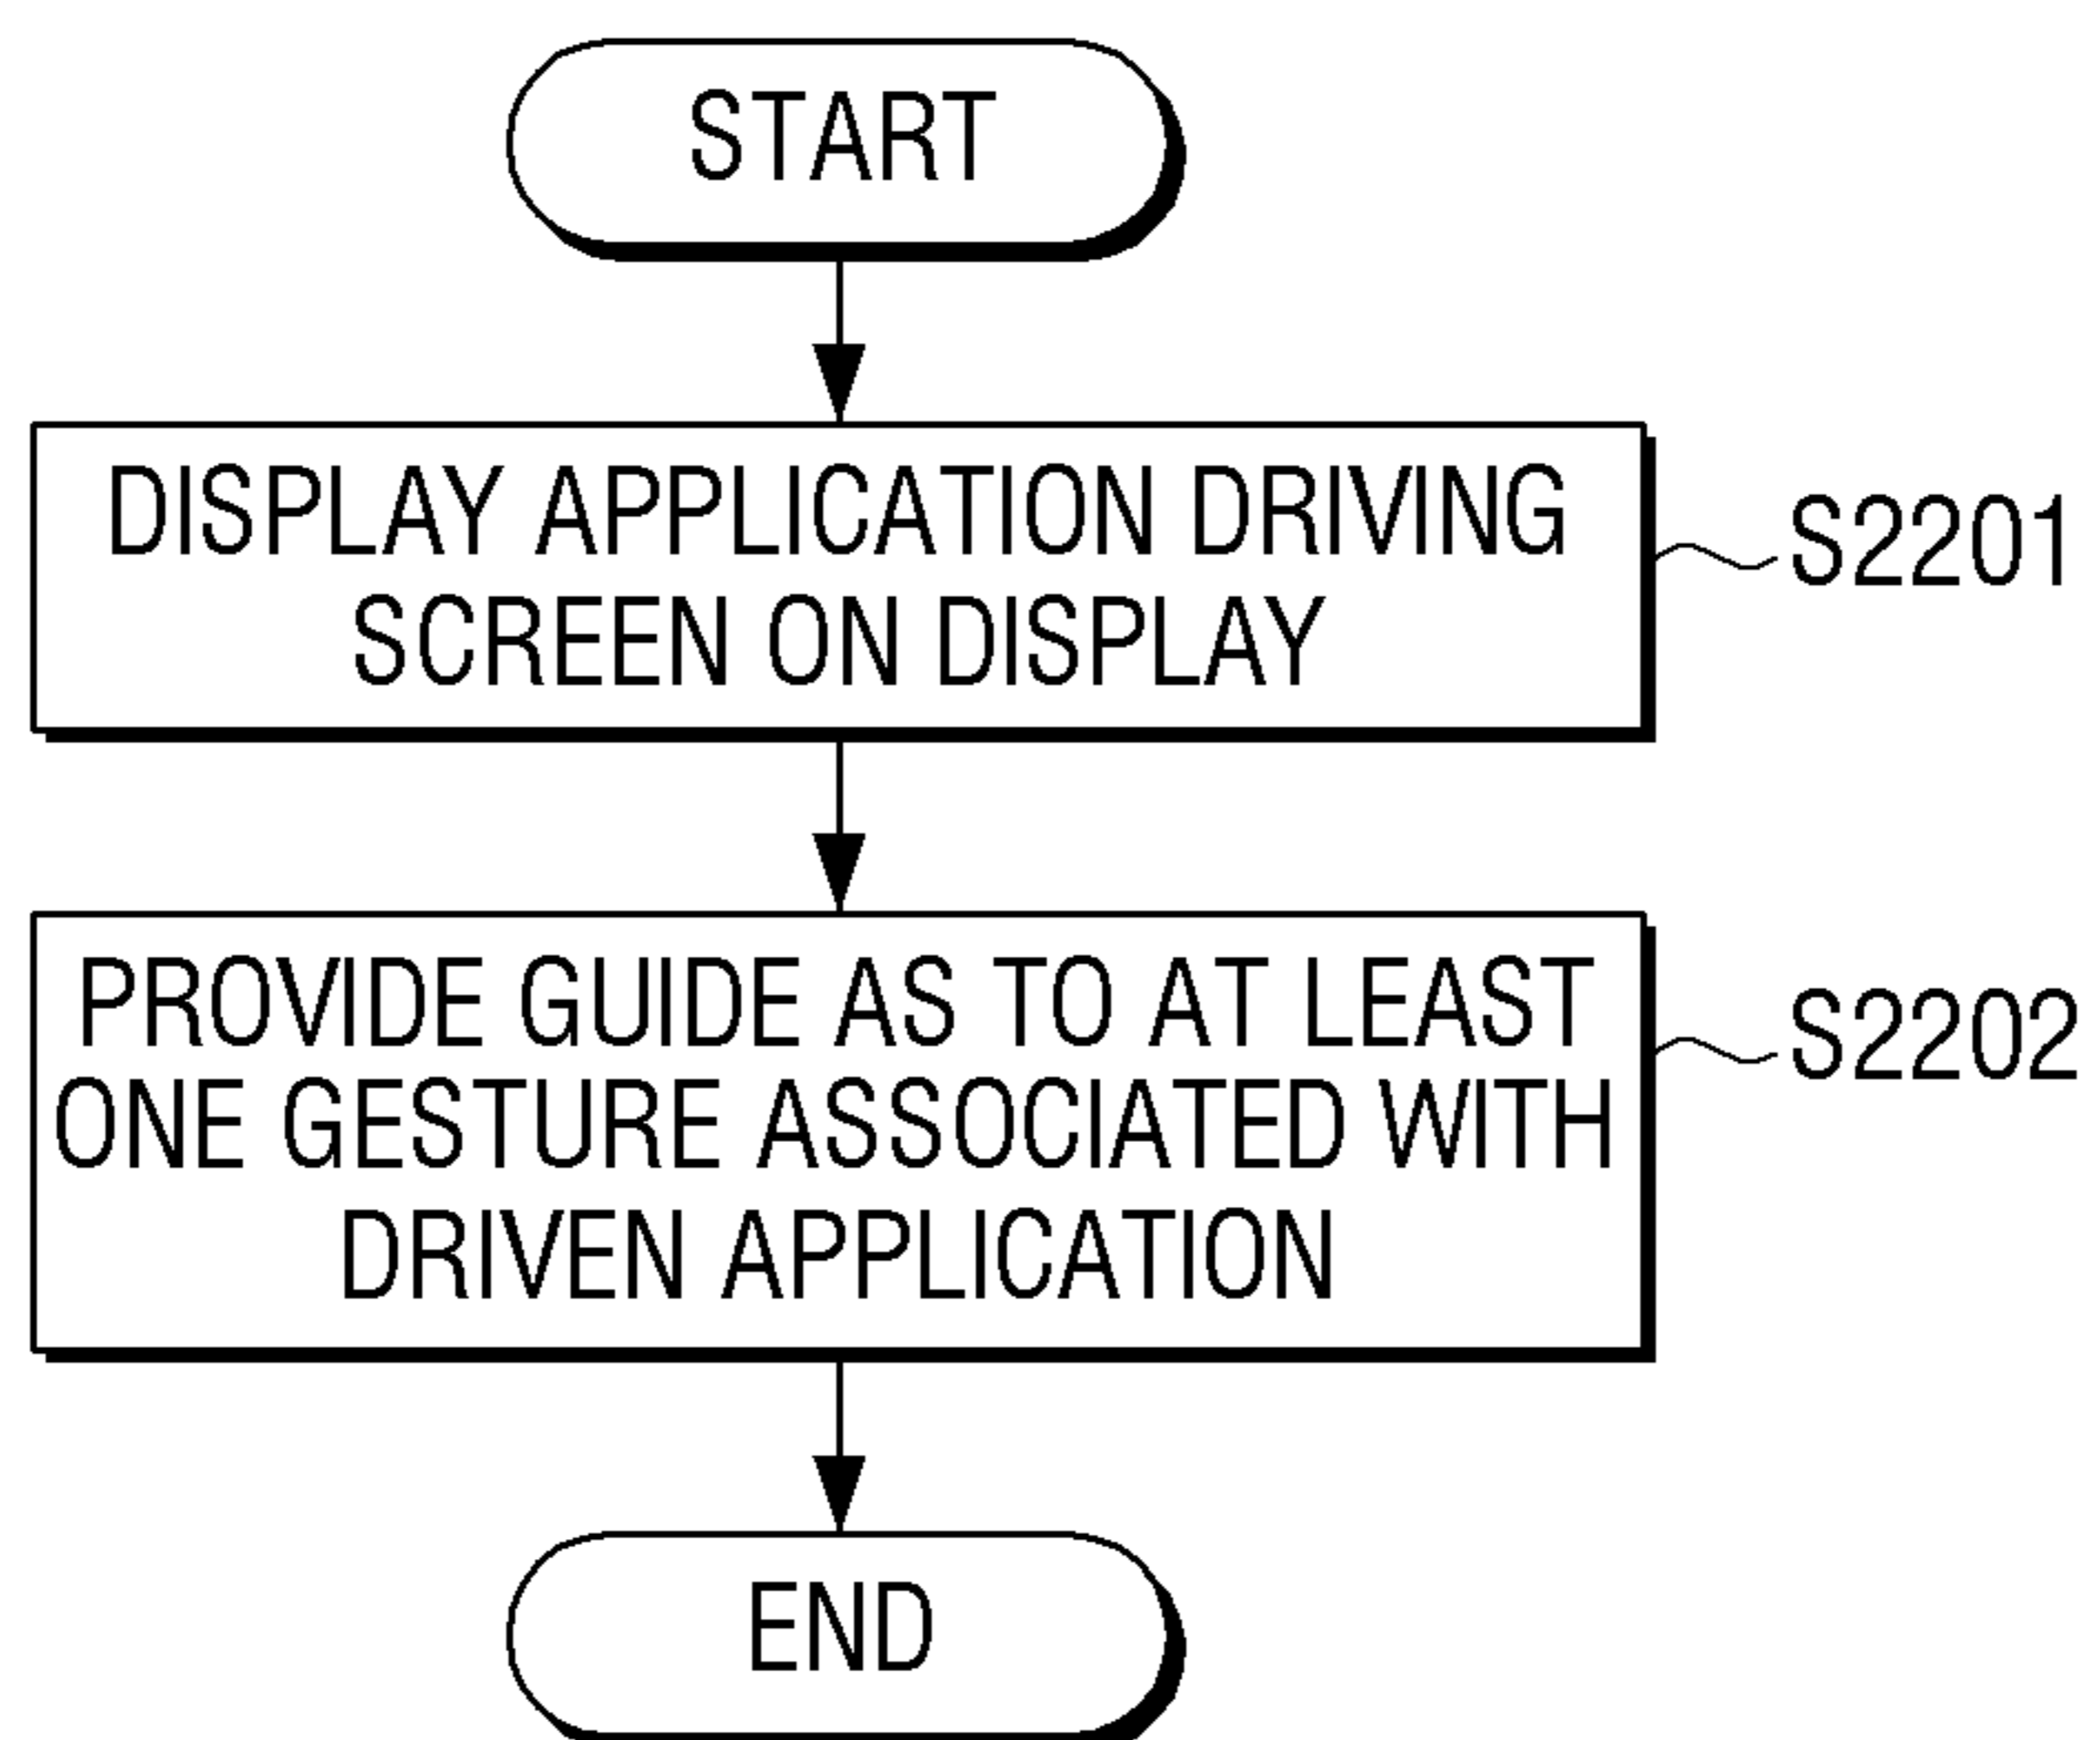 START
DISPLAY APPLICATION DRIVING
SCREEN ON DISPLAY
S2201
PROVIDE GUIDE AS TO AT LEAST
ONE GESTURE ASSOCIATED WITH
DRIVEN APPLICATION
S2202
END